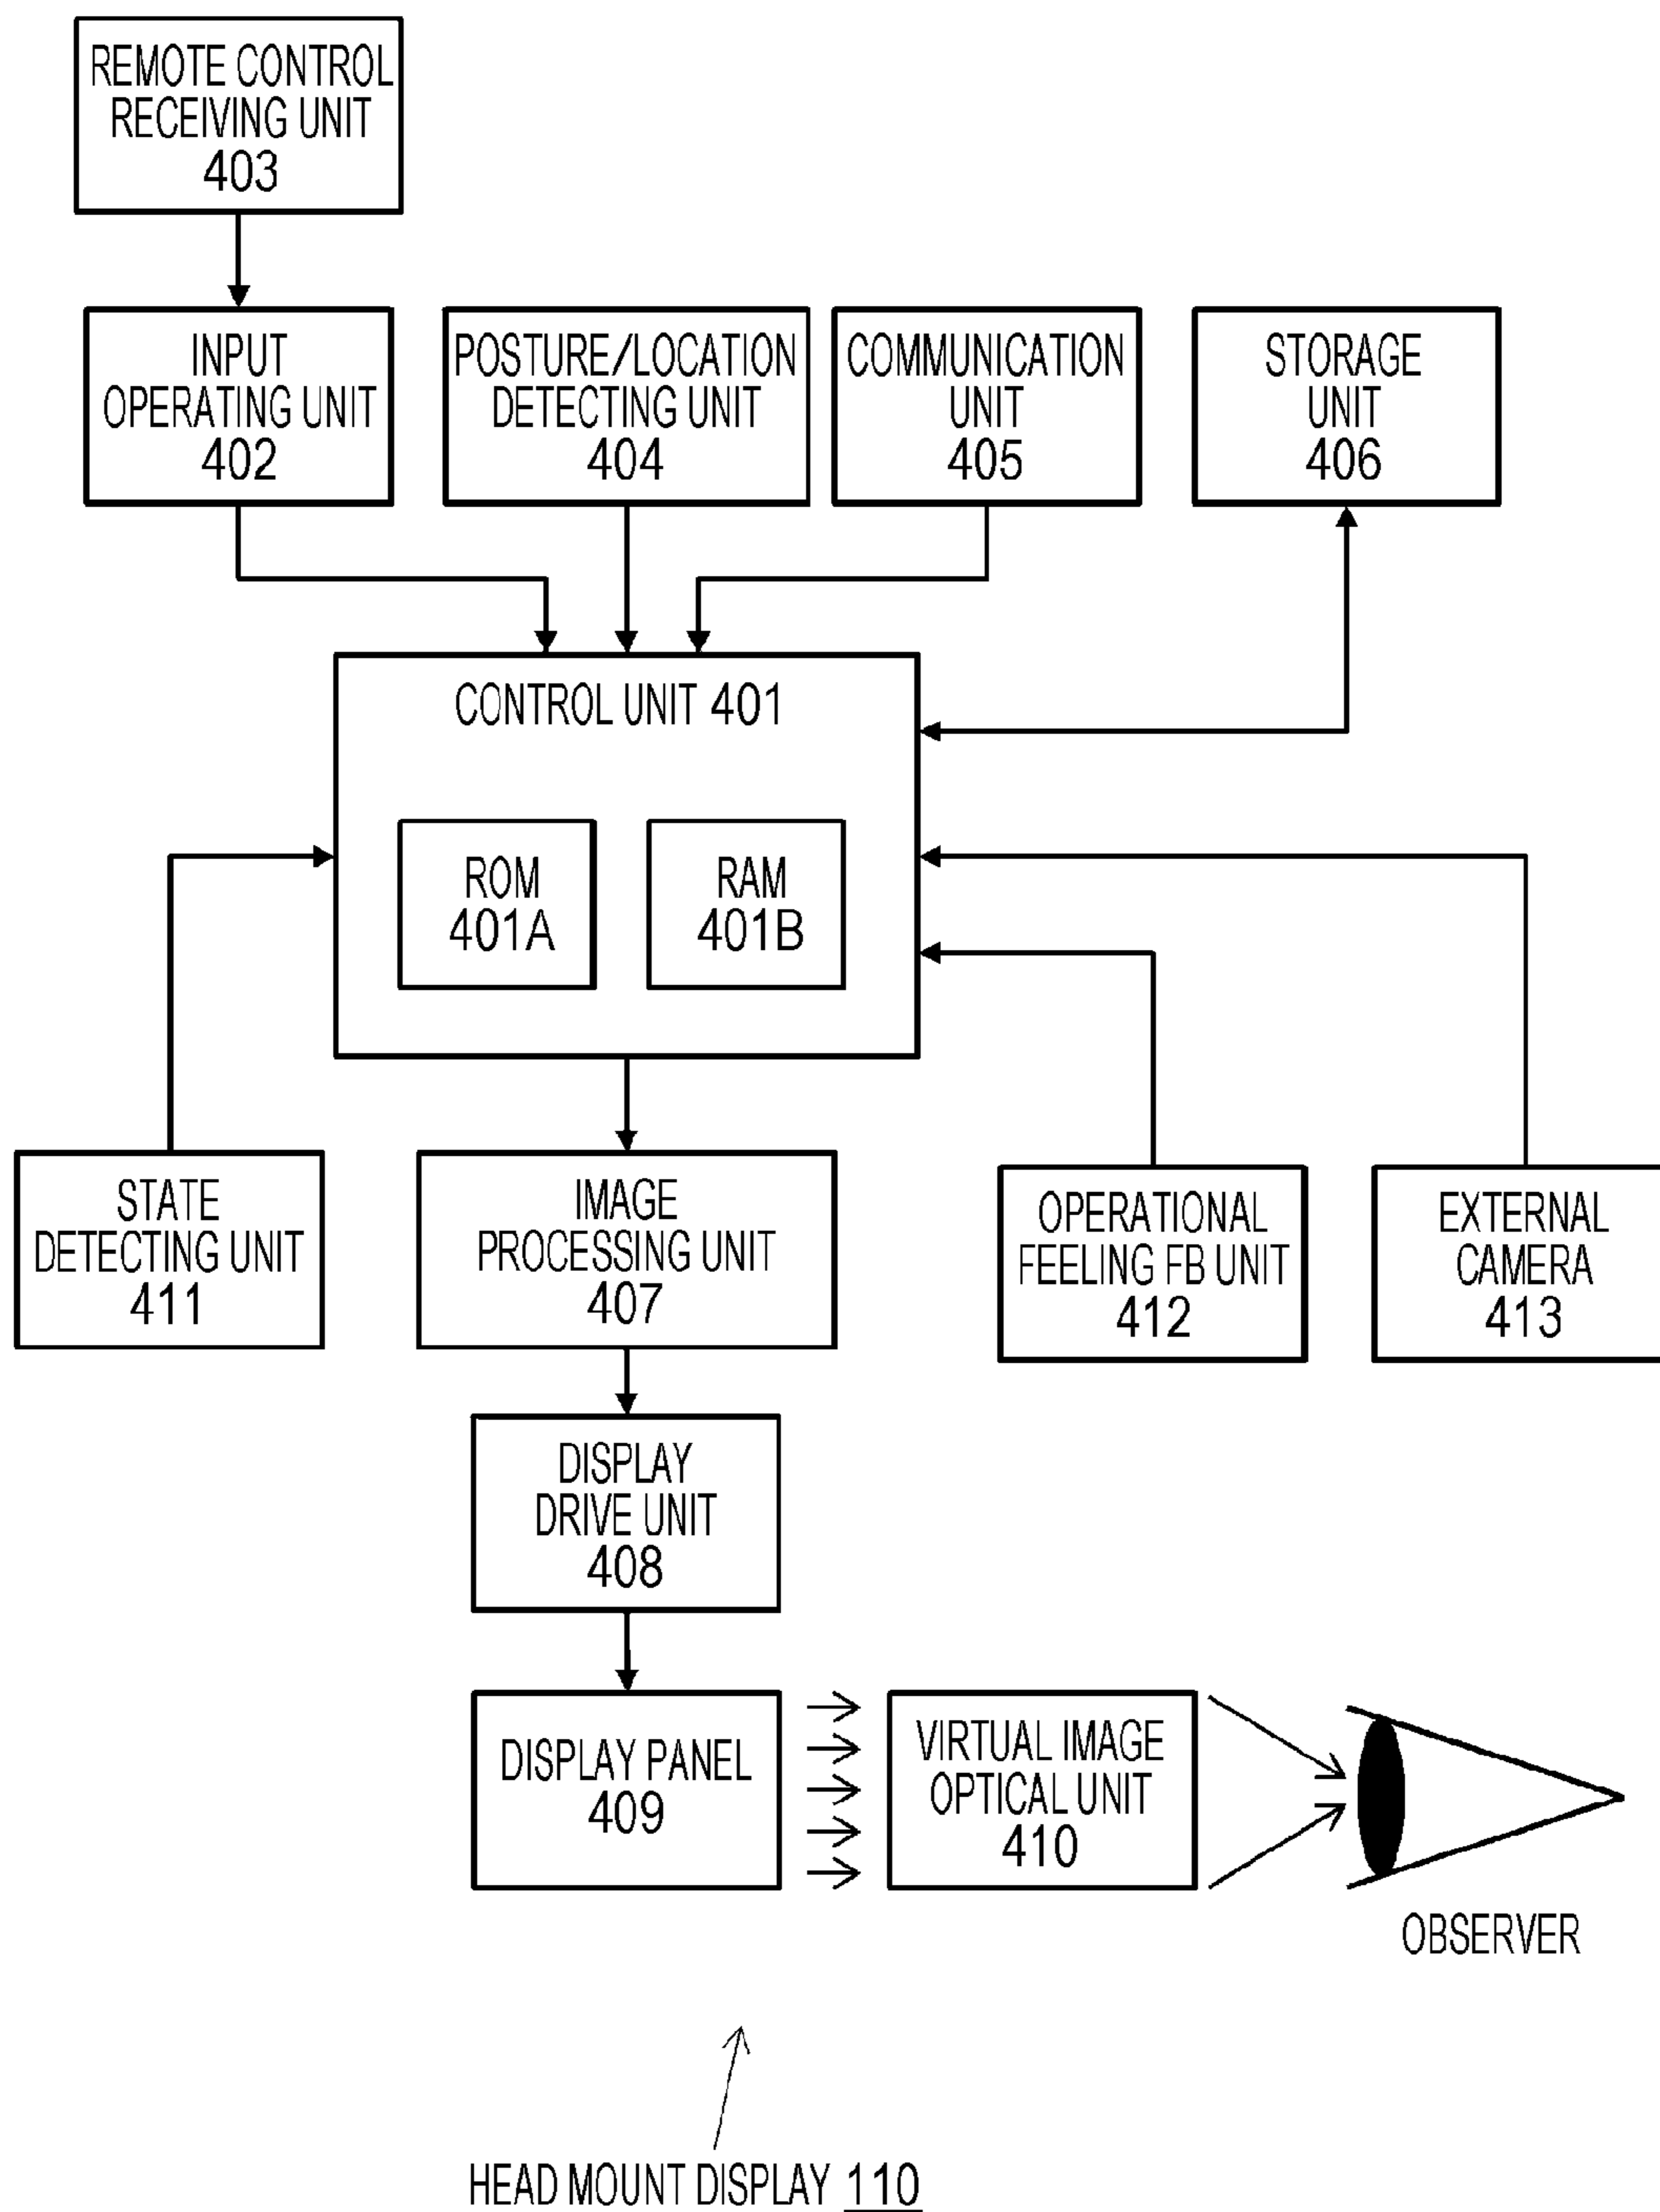 REMOTE CONTROL
RECEIVING UNIT
403
INPUT
OPERATING UNIT
402
POSTURE/LOCATION
DETECTING UNIT
404
COMMUNICATION
UNIT
405
STORAGE
UNIT
406
CONTROL UNIT 401
ROM
401A
RAM
401B
STATE
DETECTING UNIT
411
IMAGE
PROCESSING UNIT
407
OPERATIONAL
FEELING FB UNIT
412
EXTERNAL
CAMERA
413
DISPLAY
DRIVE UNIT
408
DISPLAY PANEL
409
VIRTUAL IMAGE
OPTICAL UNIT
410
OBSERVER
HEAD MOUNT DISPLAY 110